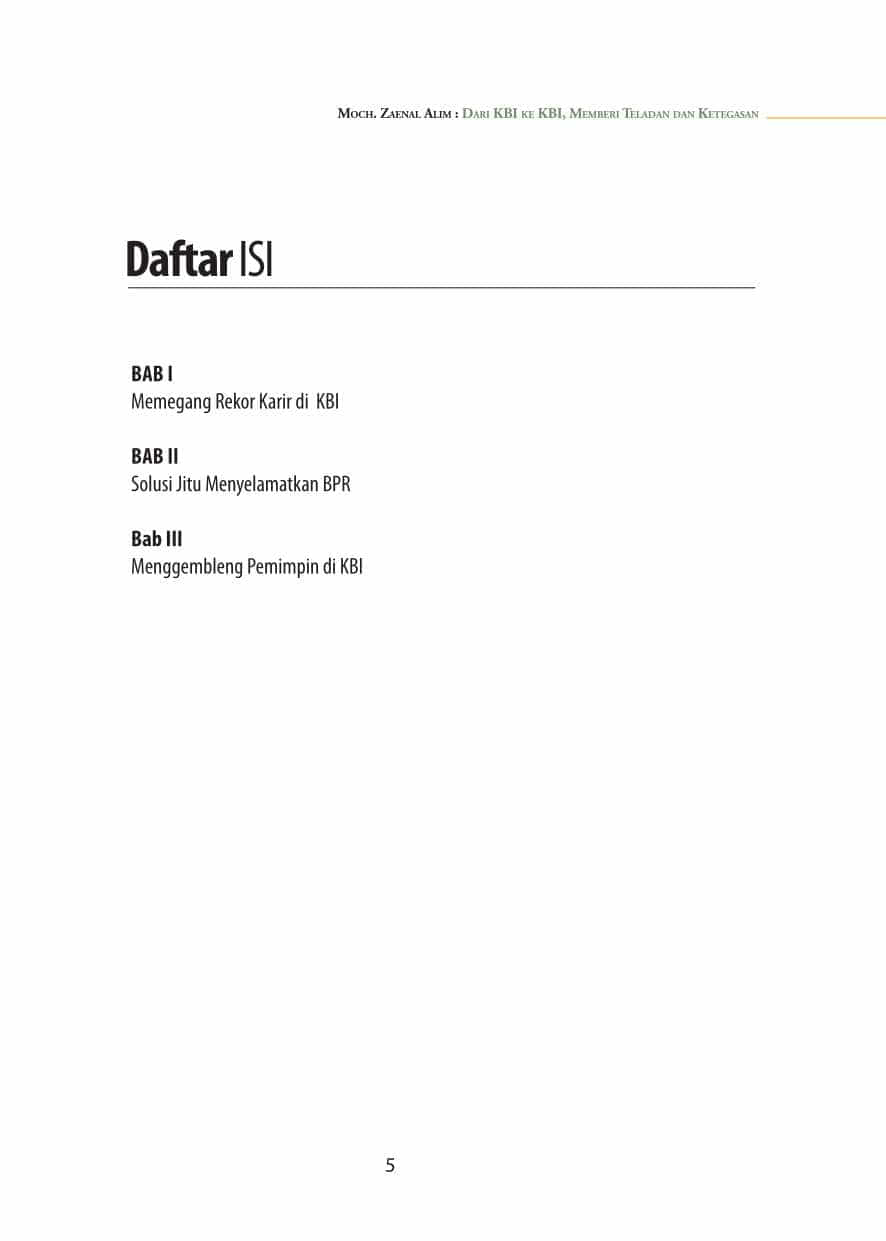 Moch. Zaenal Alim : Dari KBI ke KBI, Memberi Teladan dan Ketegasan
Daftar ISI
BAB I
Memegang Rekor Karir di KBI
BAB II
Solusi Jitu Menyelamatkan BPR
Bab III
Menggembleng Pemimpin di KBI
5